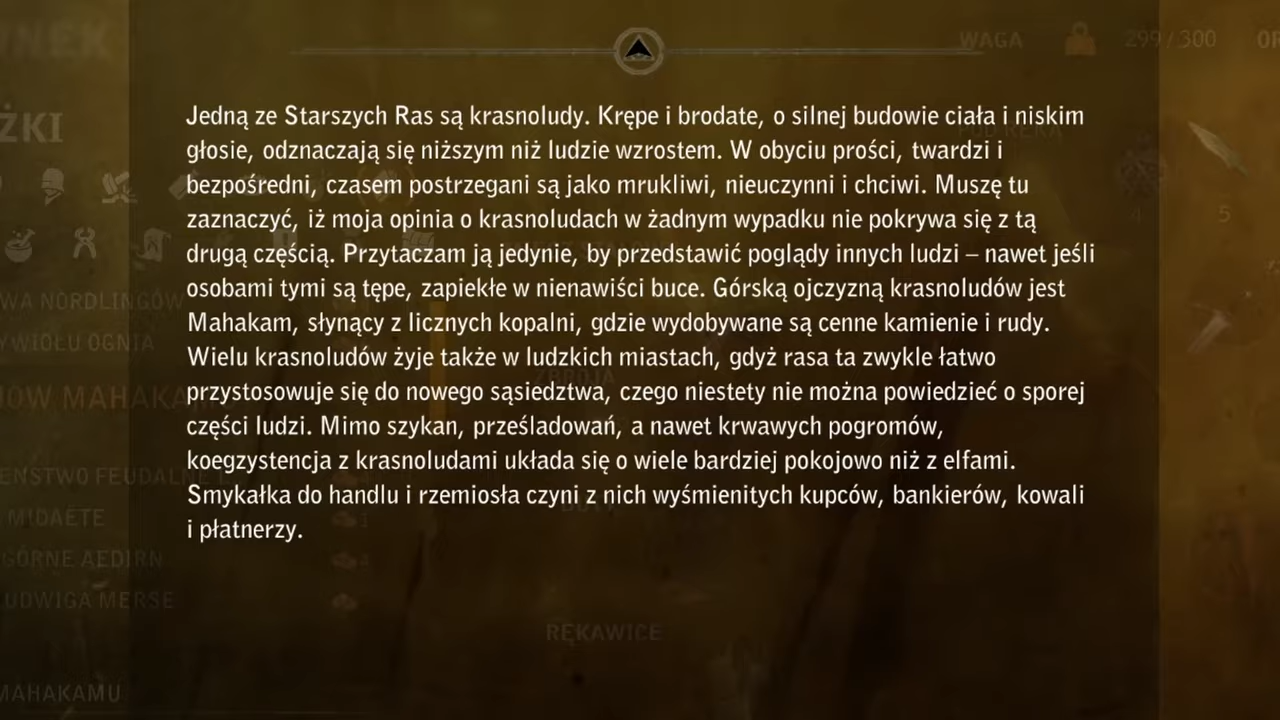 WAGA 299/300
Jedną ze Starszych Ras są krasnoludy. Krępe i brodate, o silnej budowie ciała i niskim
głosie, odznaczają się niższym niż ludzie wzrostem. W obyciu prości, twardzi i
bezpośredni, czasem postrzegani są jako mrukliwi, nieuczynni i chciwi. Muszę tu
zaznaczyć, iż moja opinia o krasnoludach w żadnym wypadku nie pokrywa się z tą
drugą częścią. Przytaczam ją jedynie, by przedstawić poglądy innych ludzi – nawet jeśli
osobami tymi są tępe, zapiekłe w nienawiści buce. Górską ojczyzną krasnoludów jest
Mahakam, słynący z licznych kopalni, gdzie wydobywane są cenne kamienie i rudy.
Wielu krasnoludów żyje także w ludzkich miastach, gdyż rasa ta zwykle łatwo
przystosowuje się do nowego sąsiedztwa, czego niestety nie można powiedzieć o sporej
części ludzi. Mimo szykan, prześladowań, a nawet krwawych pogromów,
koegzystencja z krasnoludami układa się o wiele bardziej pokojowo niż z elfami.
Smykałka do handlu i rzemiosła czyni z nich wyśmienitych kupców, bankierów, kowali
i płatnerzy.
5
MIDAETE
GÓRNE AEDIRN
UDWIGA MERSE
RĘKAWICE
MAHAKAMU